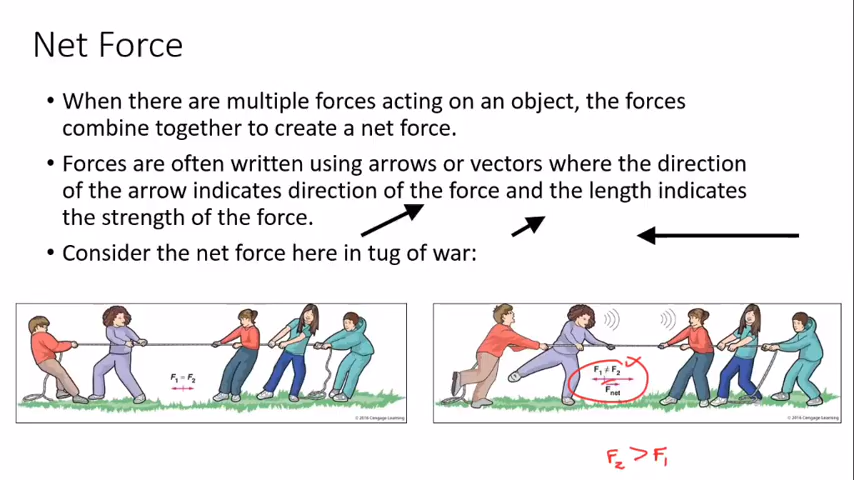 Net Force
• When there are multiple forces acting on an object, the forces
combine together to create a net force.
• Forces are often written using arrows or vectors where the direction
of the arrow indicates direction of the force and the length indicates
the strength of the force.
• Consider the net force here in tug of war:
F₁ = F₂
© 2016 Cengage Learning
F₁ ≠ F₂
Fnet
© 2016 Cengage Learning
F₂ > F₁